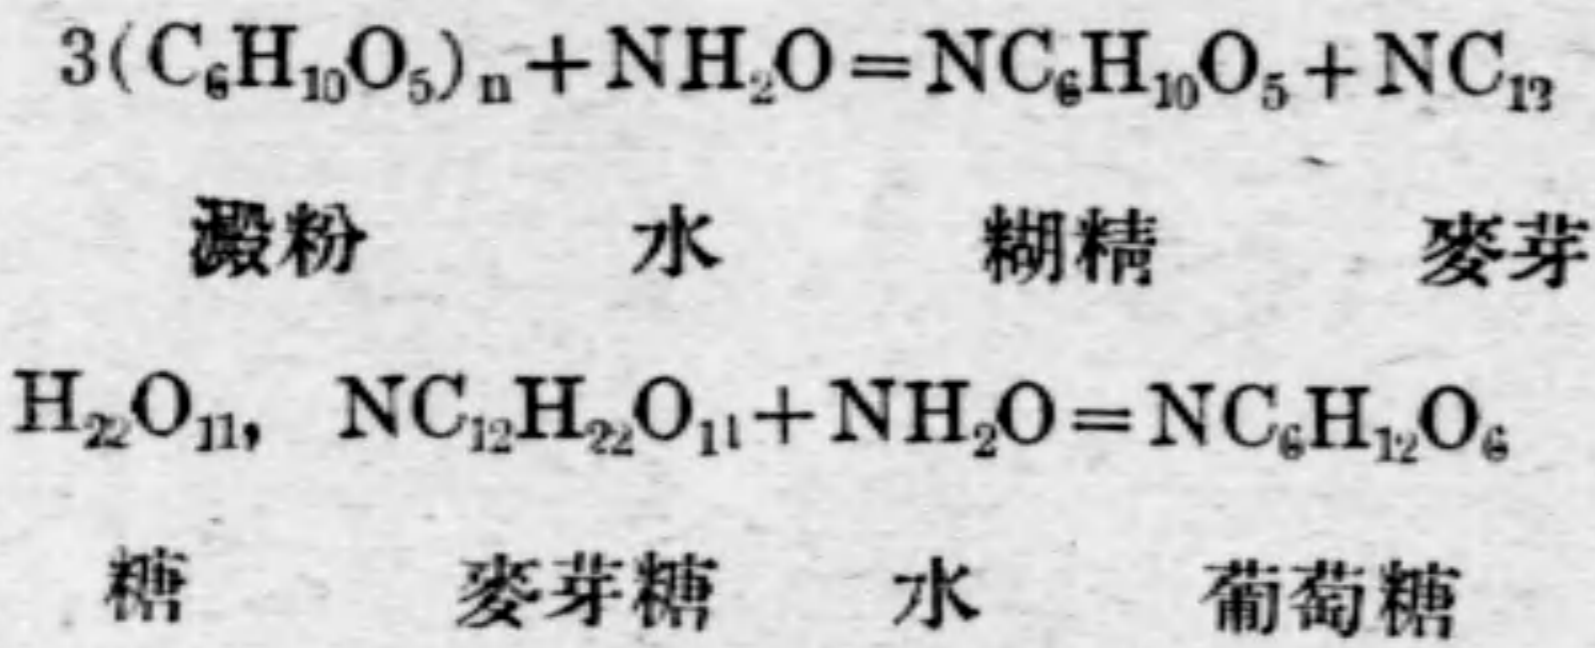 3(C₆H₁₀O₅)ₙ+NH₂O=NC₆H₁₀O₅+NC₁₂
澱粉 水 糊精 麥芽
H₂₂O₁₁, NC₁₂H₂₂O₁₁+NH₂O=NC₆H₁₂O₆
糖 麥芽糖 水 葡萄糖